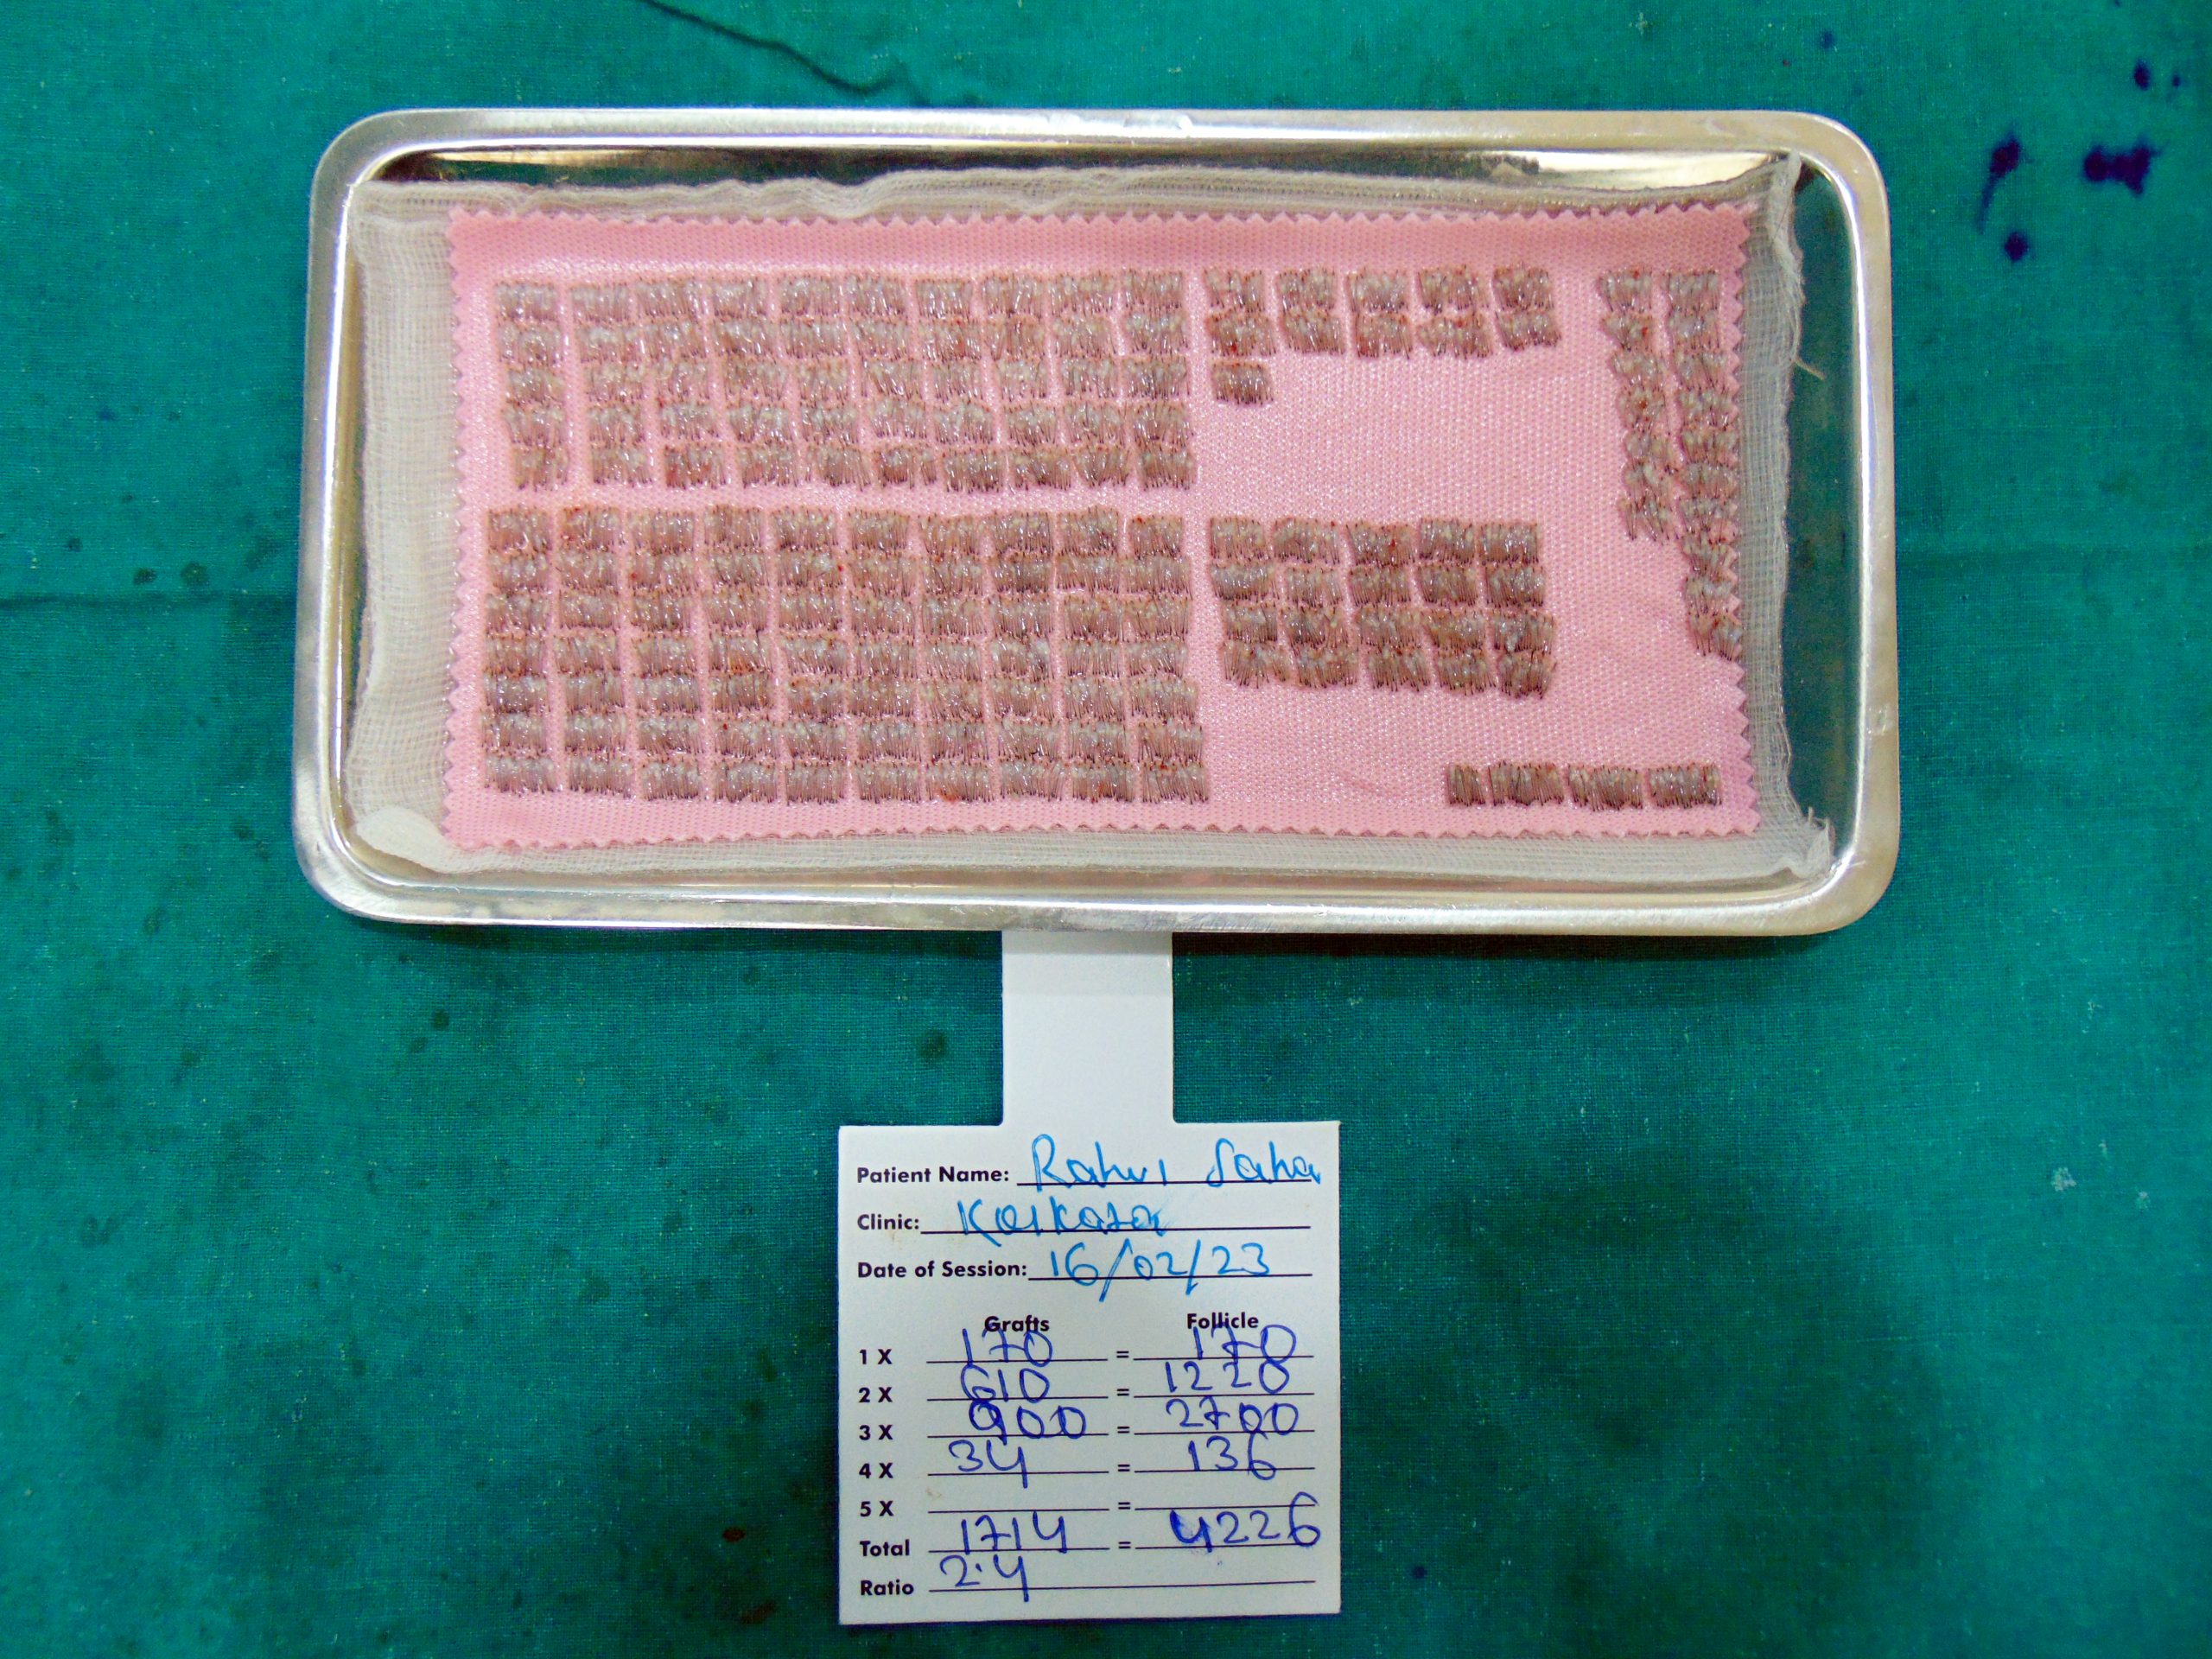 Patient Name: Rahul Saha
Clinic: Kolkata
Date of Session: 16/02/23
Grafts Follicle
1 X 170 = 170
2 X 610 = 1220
3 X 900 = 2700
4 X 34 = 136
5 X =
Total 1714 = 4226
Ratio 2.4